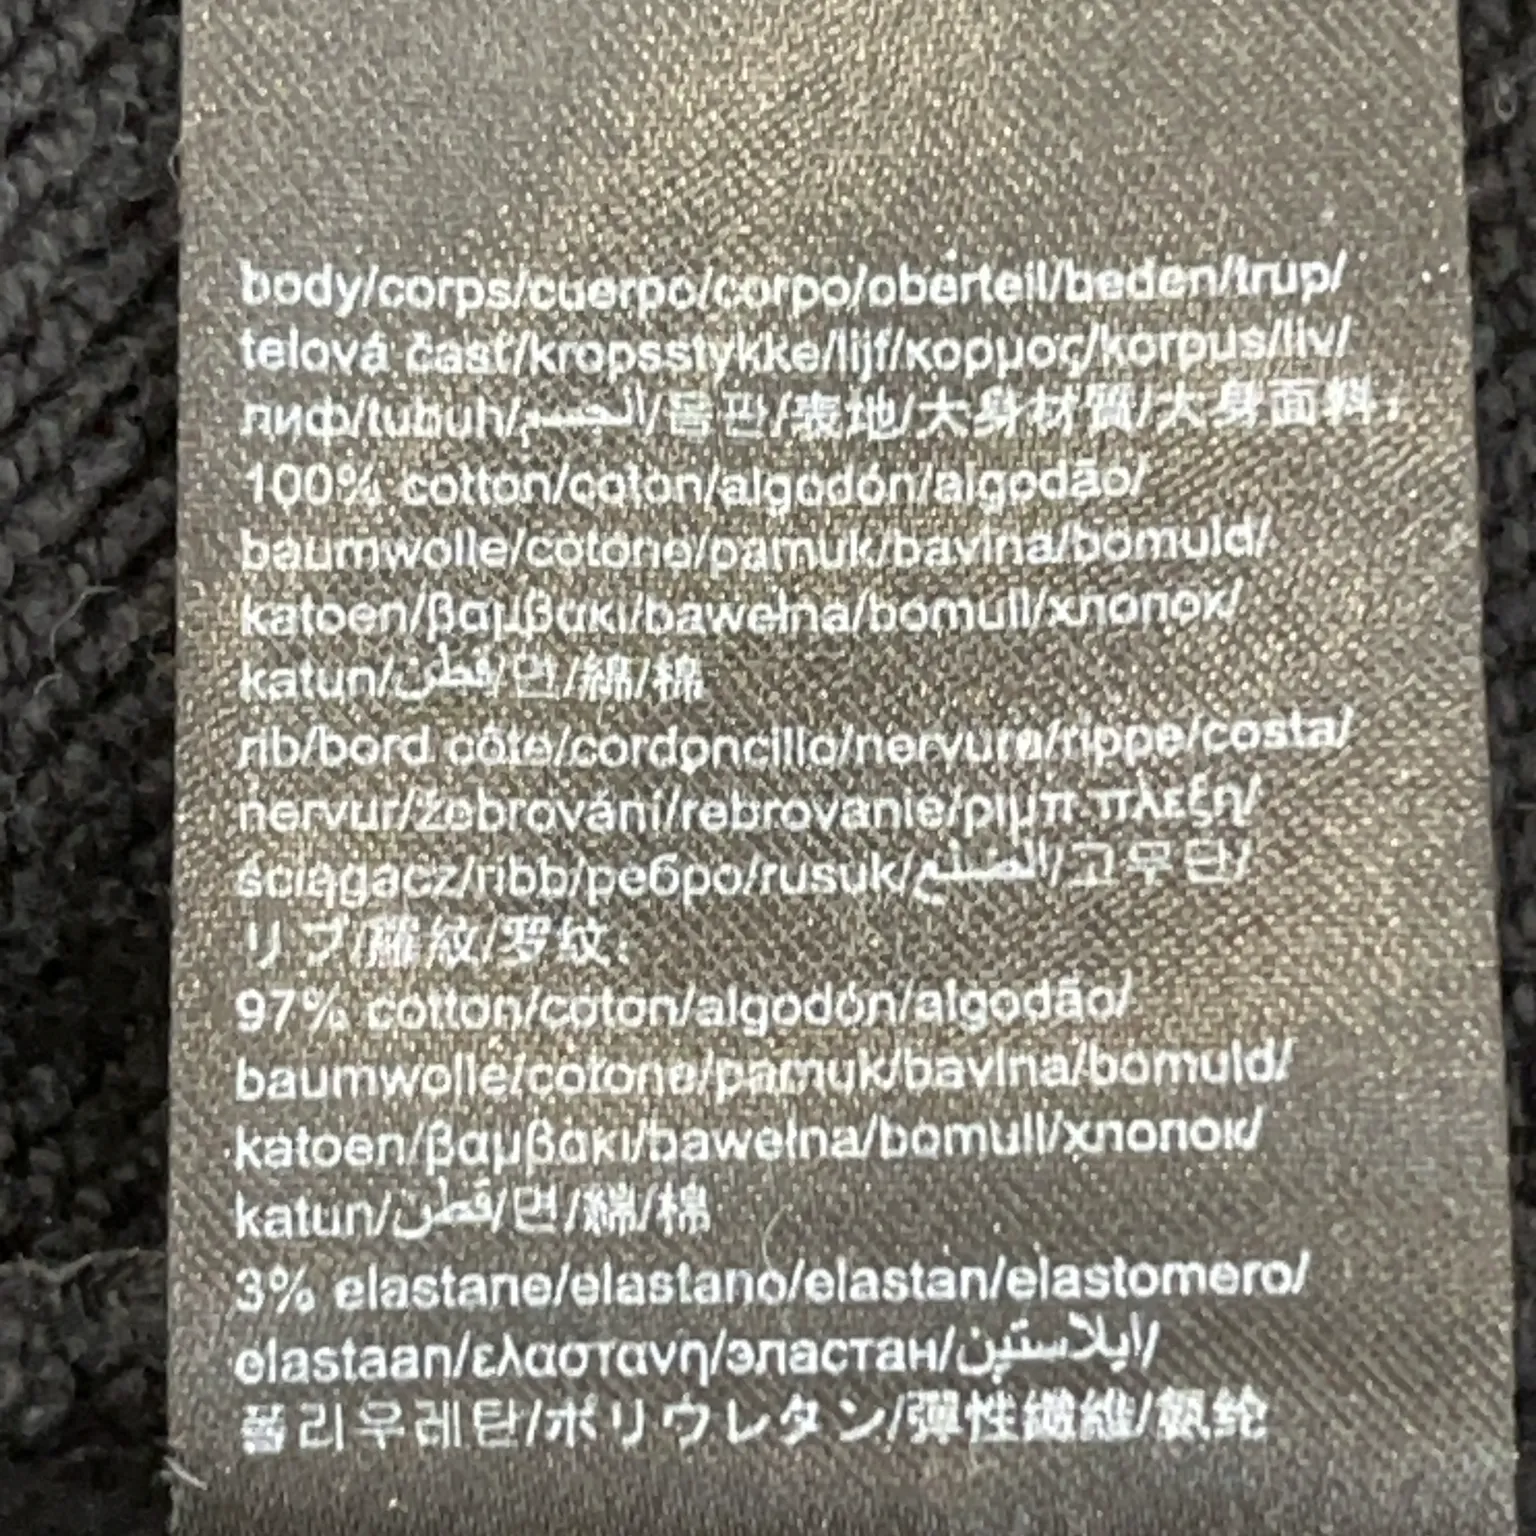 body/corps/cuerpo/corpo/oberteil/beden/trup/
telová časť/kropsstykke/lijf/κορμος/korpus/liv/
лиф/tubuh/الجسم/몸판/表地/大身材質/大身面料:
100% cotton/coton/algodón/algodão/
baumwolle/cotone/pamuk/bavlna/bomuld/
katoen/βαμβακι/bawełna/bomull/хлопок/
katun/قطن/면/綿/棉
rib/bord côte/cordoncillo/nervura/rippe/costa/
nervur/žebrování/rebrovanie/ριμπ πλεξη/
ściągacz/ribb/ребро/rusuk/الضلع/고무단/
リブ/羅紋/罗纹:
97% cotton/coton/algodón/algodão/
baumwolle/cotone/pamuk/bavlna/bomuld/
katoen/βαμβακι/bawełna/bomull/хлопок/
katun/قطن/면/綿/棉
3% elastane/elastano/elastan/elastomero/
elastaan/ελαστανη/эластан/ايلاستين/
폴리우레탄/ポリウレタン/彈性纖維/氨纶